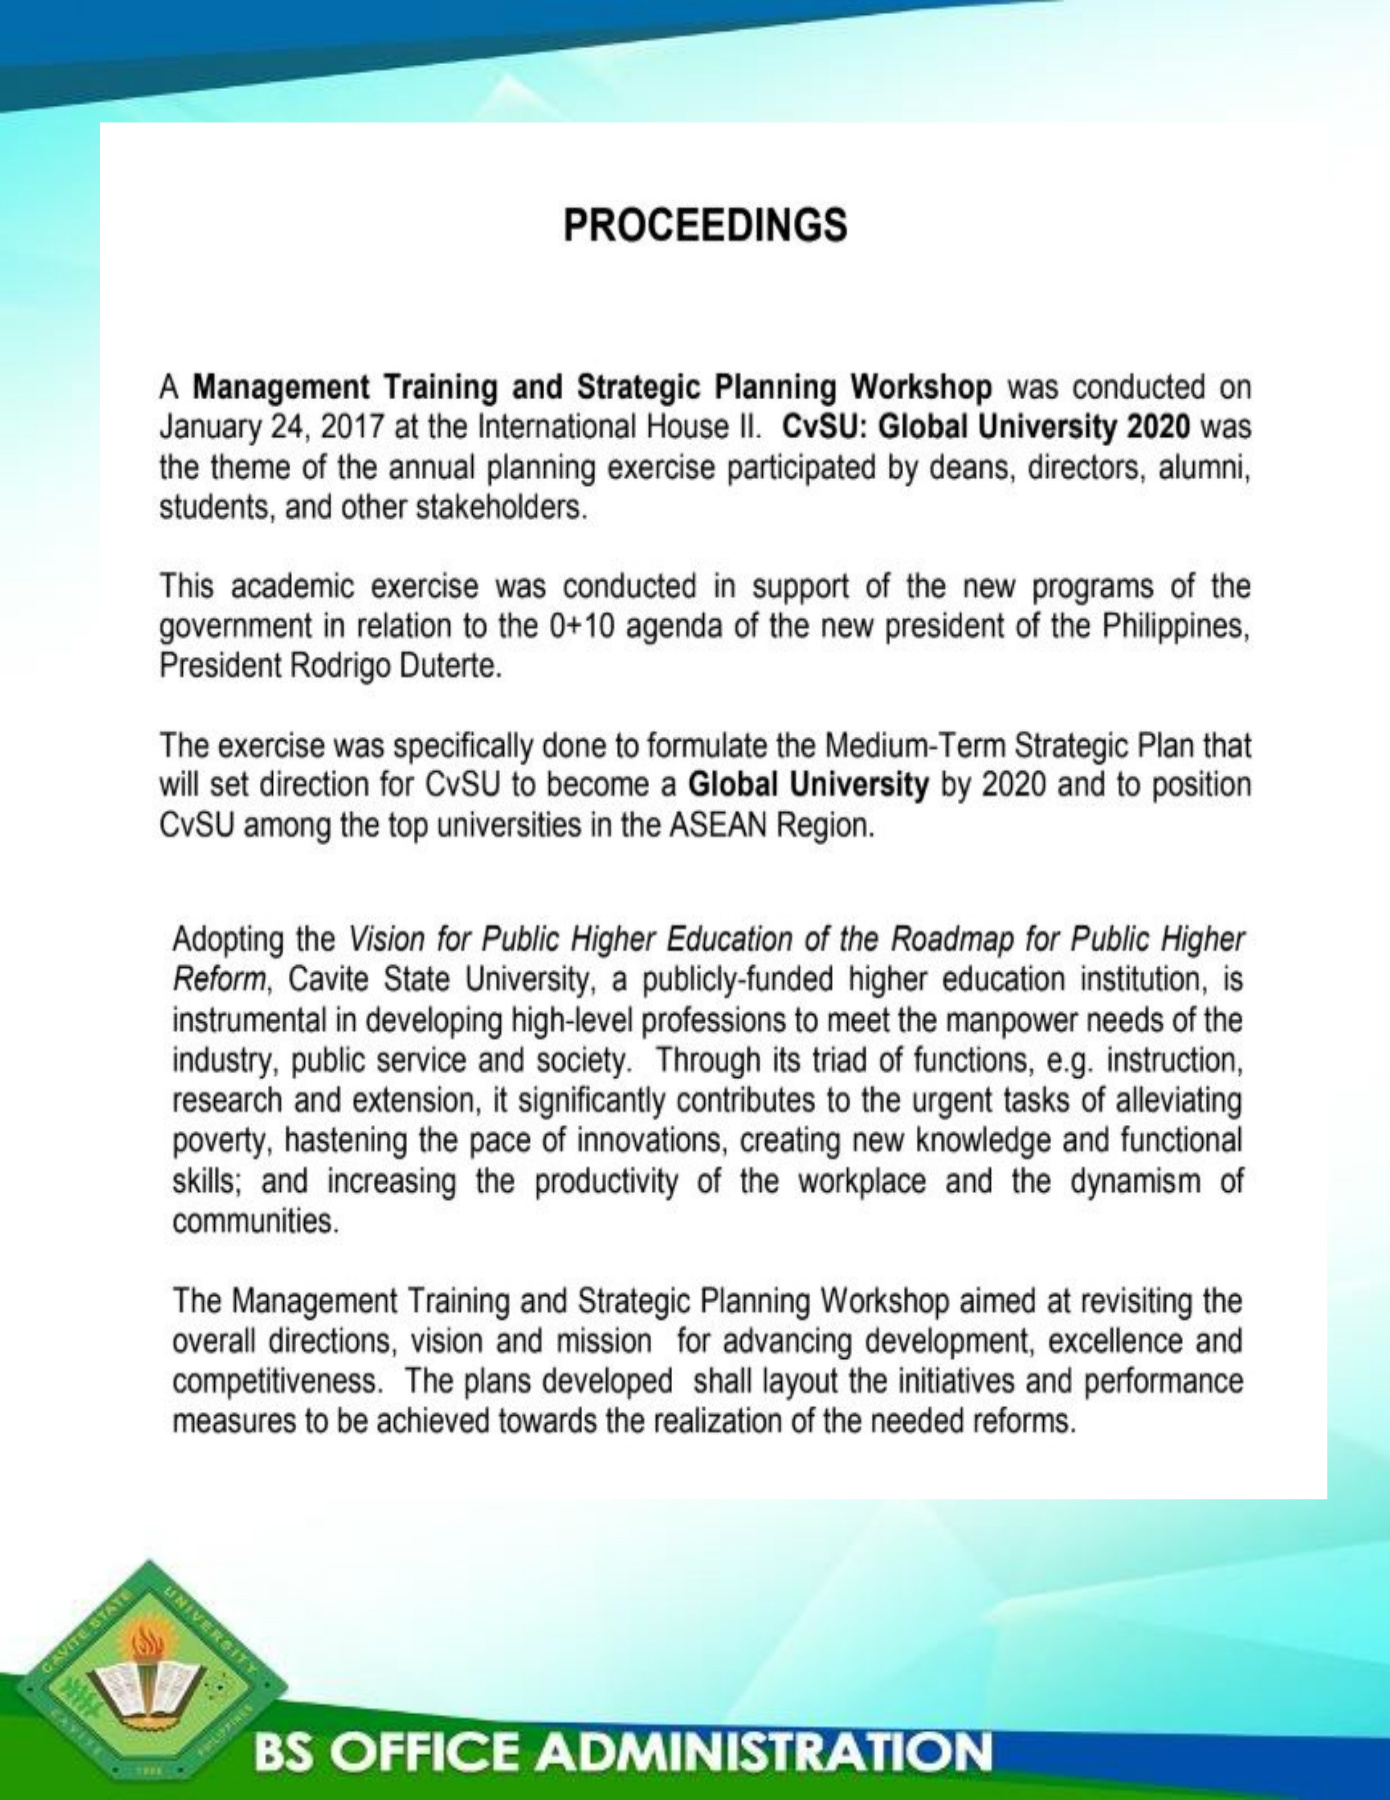 PROCEEDINGS
A Management Training and Strategic Planning Workshop was conducted on
January 24, 2017 at the International House II. CvSU: Global University 2020 was
the theme of the annual planning exercise participated by deans, directors, alumni,
students, and other stakeholders.
This academic exercise was conducted in support of the new programs of the
government in relation to the 0+10 agenda of the new president of the Philippines,
President Rodrigo Duterte.
The exercise was specifically done to formulate the Medium-Term Strategic Plan that
will set direction for CvSU to become a Global University by 2020 and to position
CvSU among the top universities in the ASEAN Region.
Adopting the Vision for Public Higher Education of the Roadmap for Public Higher
Reform, Cavite State University, a publicly-funded higher education institution, is
instrumental in developing high-level professions to meet the manpower needs of the
industry, public service and society. Through its triad of functions, e.g. instruction,
research and extension, it significantly contributes to the urgent tasks of alleviating
poverty, hastening the pace of innovations, creating new knowledge and functional
skills; and increasing the productivity of the workplace and the dynamism of
communities.
The Management Training and Strategic Planning Workshop aimed at revisiting the
overall directions, vision and mission for advancing development, excellence and
competitiveness. The plans developed shall layout the initiatives and performance
measures to be achieved towards the realization of the needed reforms.
CAVITE STATE
UNIVERSITY
CAVITE
PHILIPPINES
BS OFFICE ADMINISTRATION